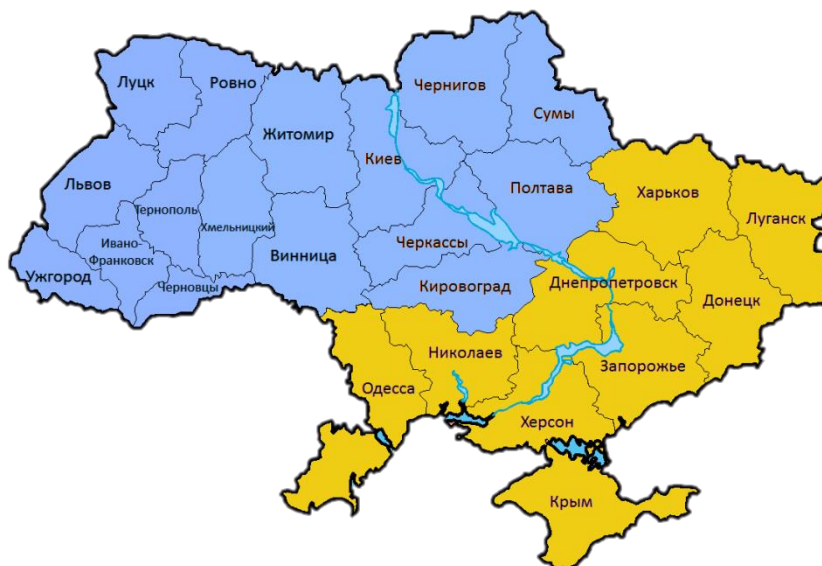 Луцк
Ровно
Чернигов
Сумы
Житомир
Киев
Львов
Тернополь
Хмельницкий
Полтава
Харьков
Луганск
Ивано-
Франковск
Ужгород
Черновцы
Винница
Черкассы
Кировоград
Днепропетровск
Донецк
Николаев
Запорожье
Одесса
Херсон
Крым